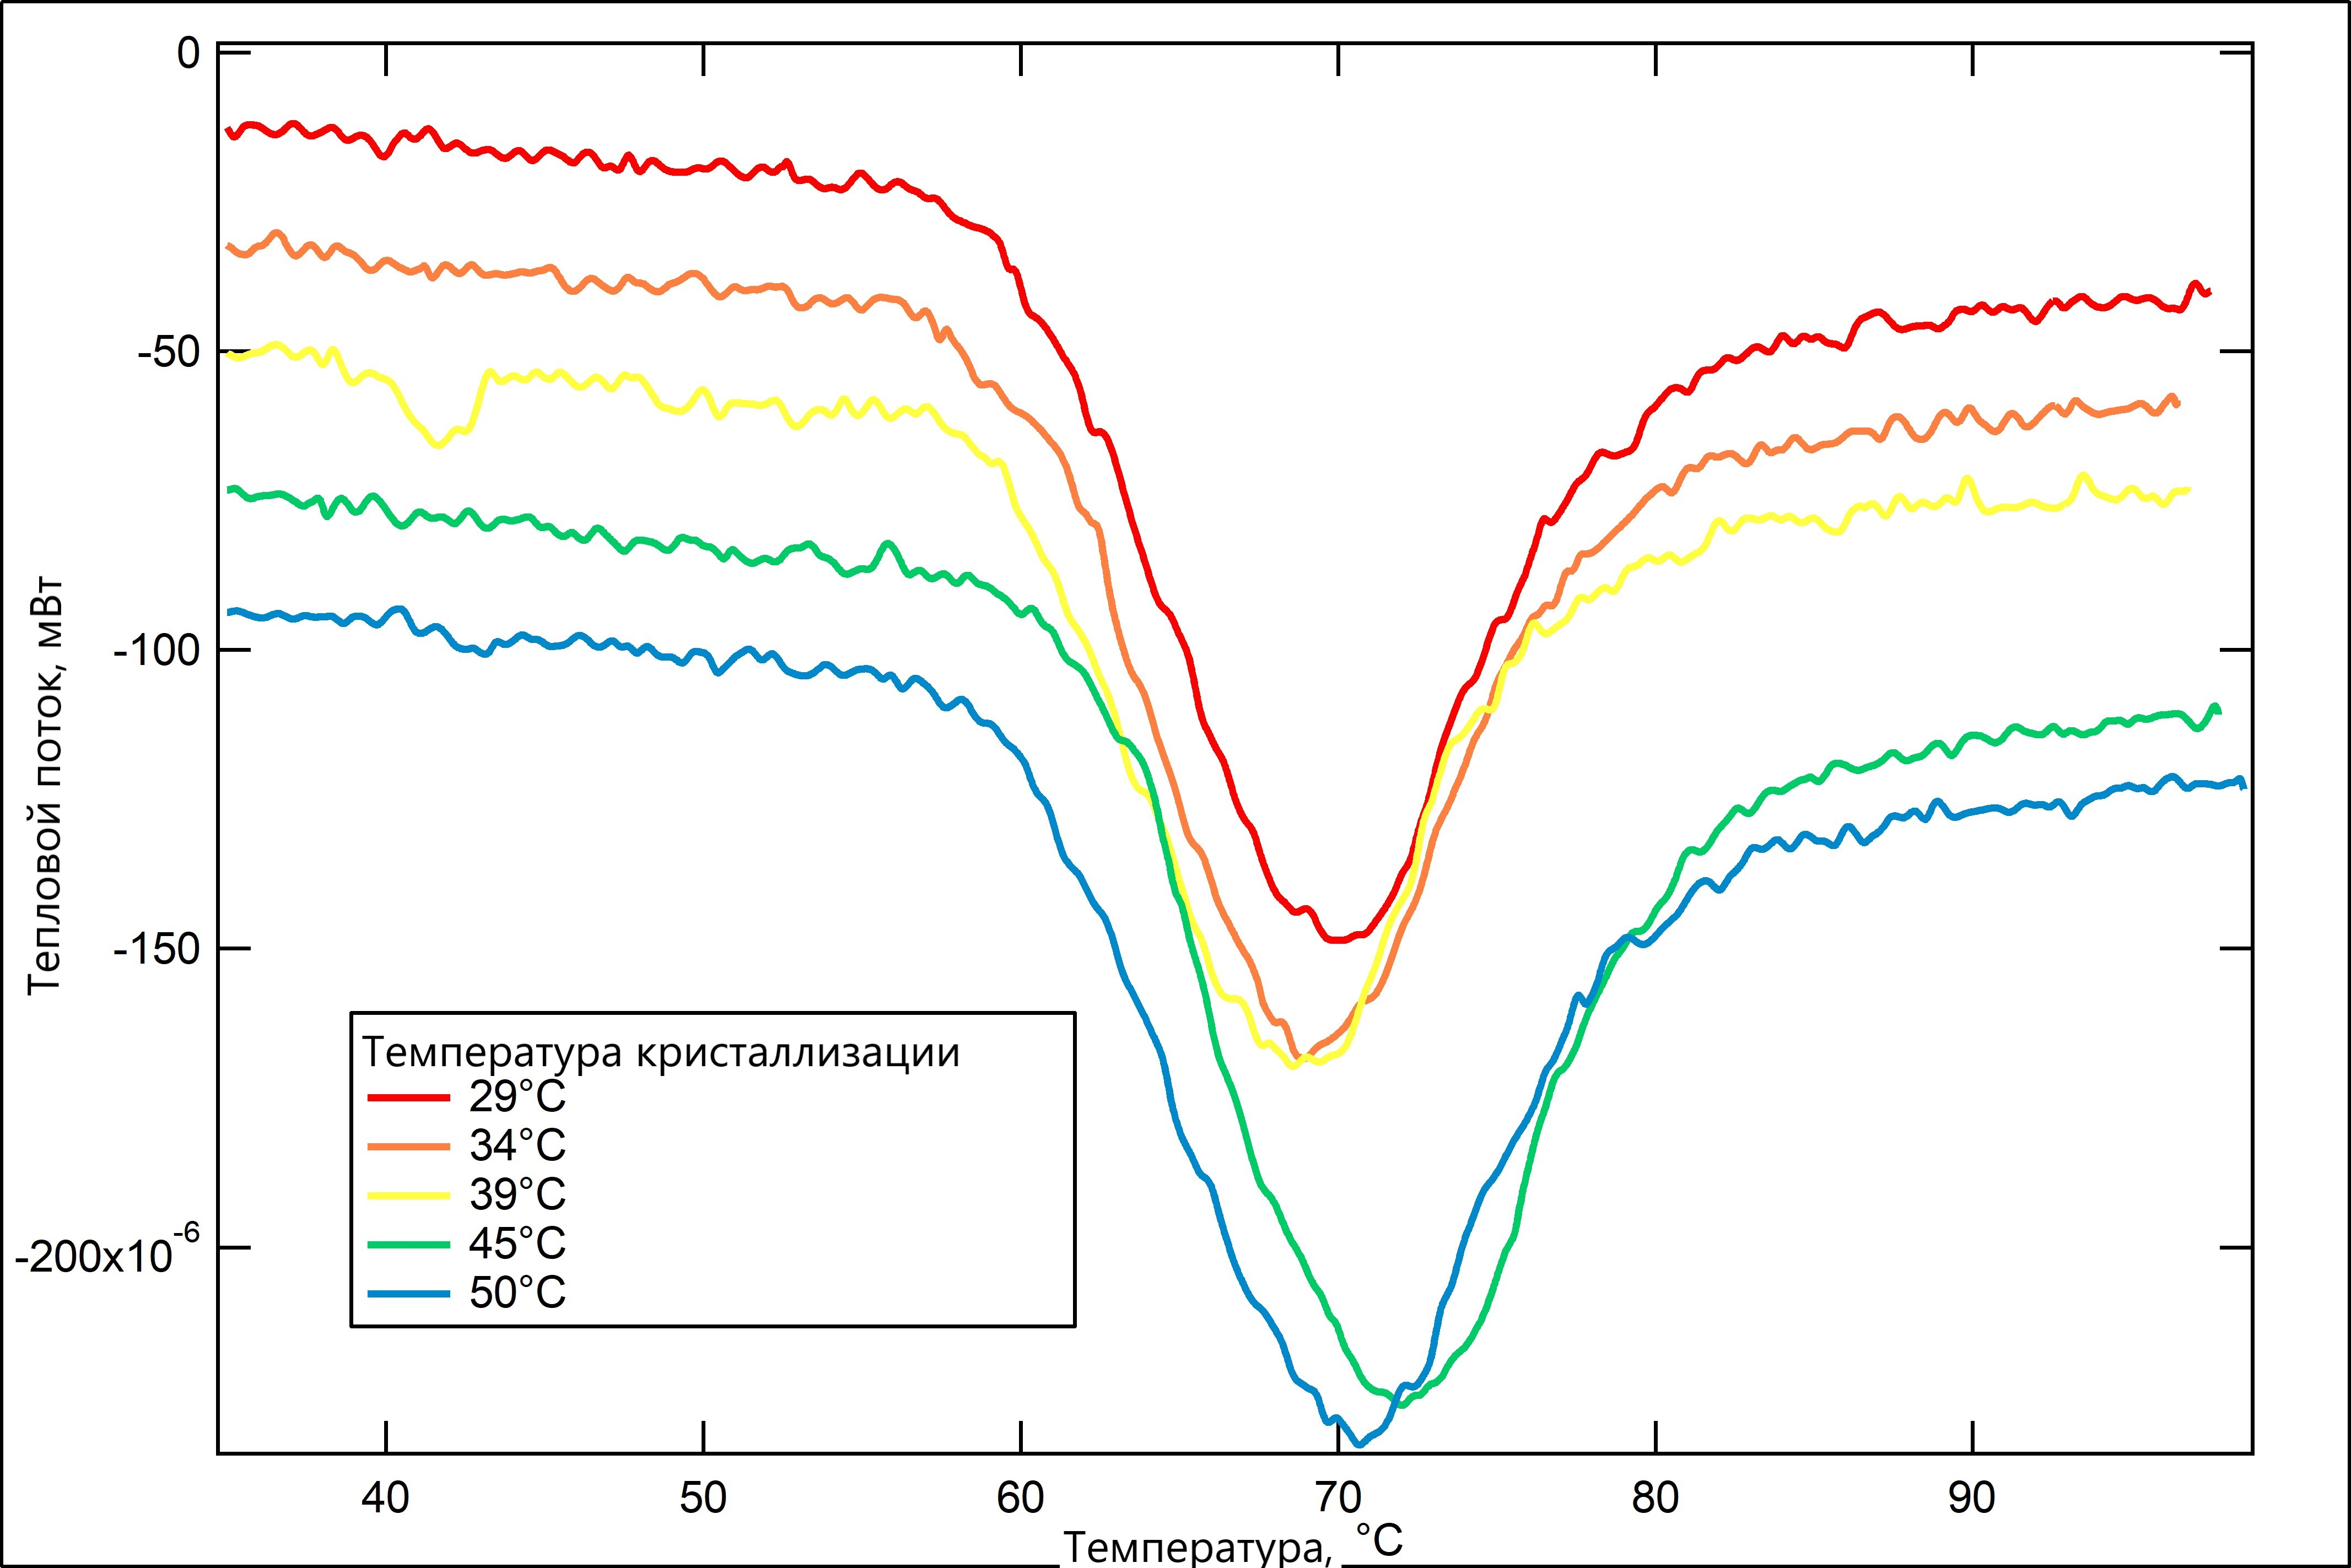 0
-50
-100
-150
-200x10-6
Тепловой поток, мВт
Температура кристаллизации
29°C
34°C
39°C
45°C
50°C
40 50 60 70 80 90
Температура, °C